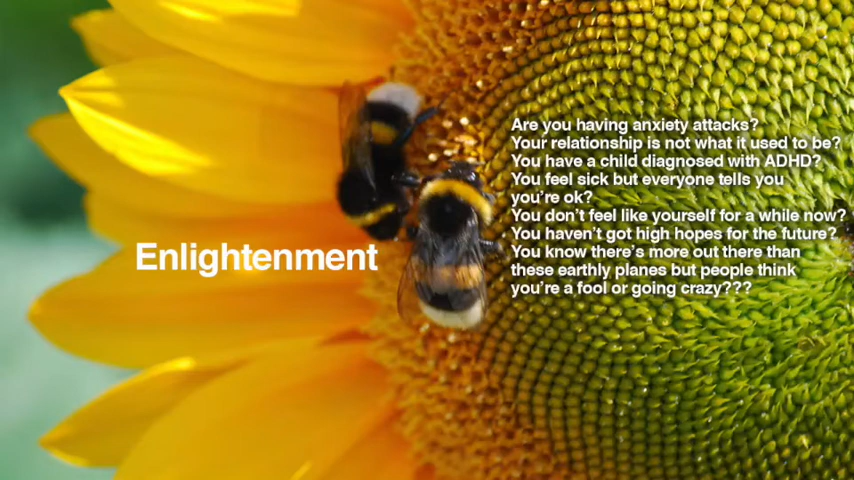 Enlightenment
Are you having anxiety attacks?
Your relationship is not what it used to be?
You have a child diagnosed with ADHD?
You feel sick but everyone tells you
you're ok?
You don't feel like yourself for a while now?
You haven't got high hopes for the future?
You know there's more out there than
these earthly planes but people think
you're a fool or going crazy???